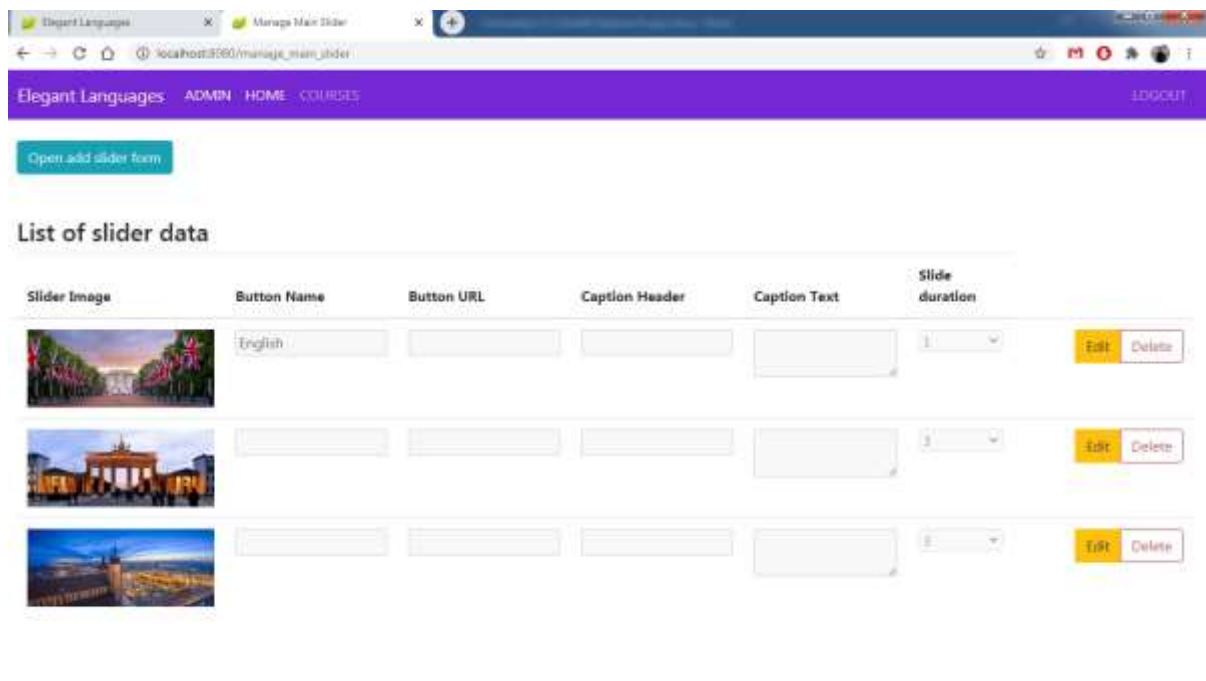 Elegant Languages
Manage Main Slider
localhost:8080/manage_main_slider
Elegant Languages ADMIN HOME COURSES LOGOUT
Open add slider form
List of slider data
Slider Image Button Name Button URL Caption Header Caption Text Slide duration
English 1 Edit Delete
3 Edit Delete
Edit Delete